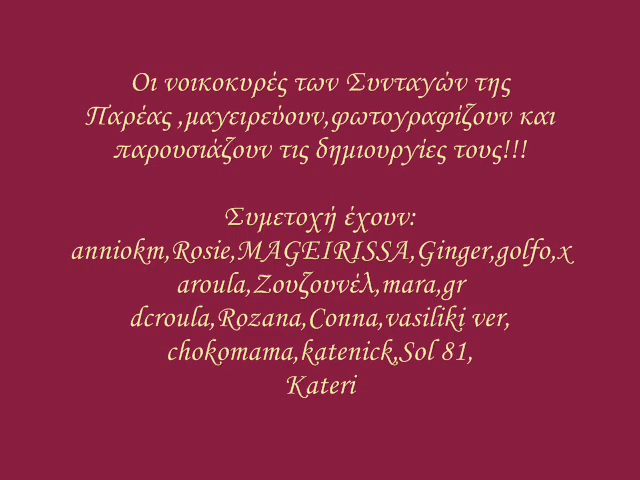 Οι νοικοκυρές των Συνταγών της
Παρέας ,μαγειρεύουν,φωτογραφίζουν και
παρουσιάζουν τις δημιουργίες τους!!!
Συμετοχή έχουν:
anniokm,Rosie,MAGEIRISSA,Ginger,golfo,x
aroula,Ζουζουνέλ,mara,gr
dcroula,Rozana,Conna,vasiliki ver,
chokomama,katenick,Sol 81,
Kateri